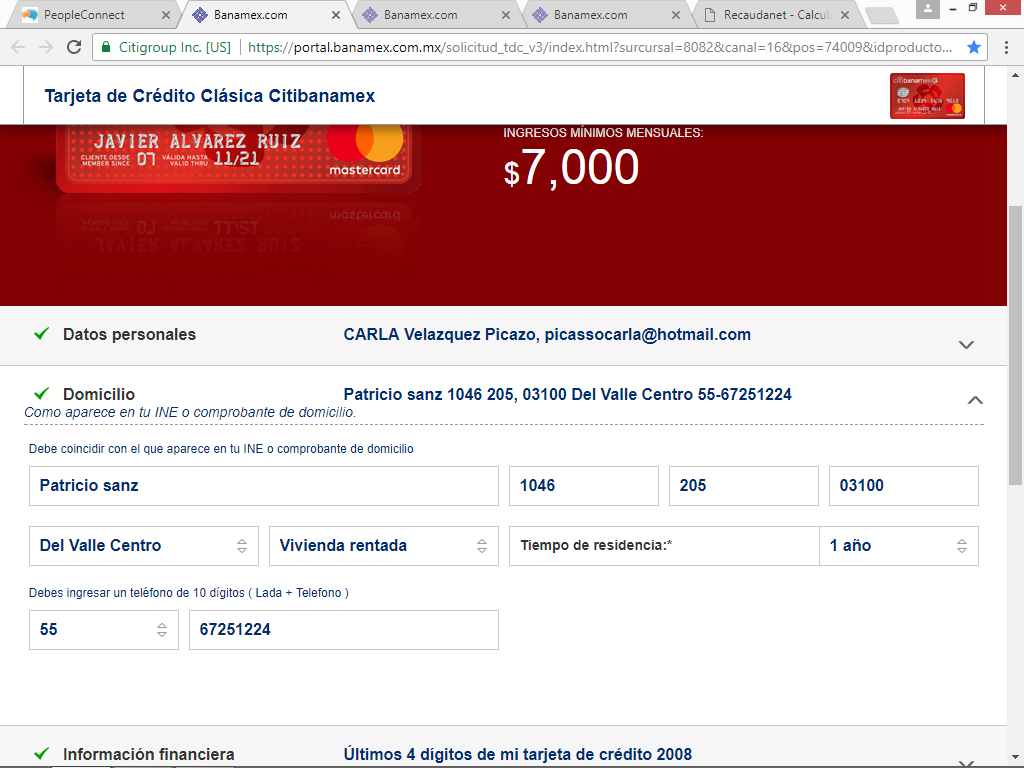 PeopleConnect
Banamex.com
Banamex.com
Banamex.com
Recaudanet - Calcul
Citigroup Inc. [US]
https://portal.banamex.com.mx/solicitud_tdc_v3/index.html?sursucal=8082&canal=16&pos=74009&idproducto...
Tarjeta de Crédito Clásica Citibanamex
citibanamex
JAVIER ALVAREZ RUIZ
CLIENTE DESDE
MEMBER SINCE
07
VÁLIDA HASTA
VALID THRU
11/21
mastercard
INGRESOS MÍNIMOS MENSUALES:
$7,000
Datos personales
CARLA Velazquez Picazo, picassocarla@hotmail.com
Domicilio
Patricio sanz 1046 205, 03100 Del Valle Centro 55-67251224
Como aparece en tu INE o comprobante de domicilio.
Debe coincidir con el que aparece en tu INE o comprobante de domicilio
Patricio sanz
1046
205
03100
Del Valle Centro
Vivienda rentada
Tiempo de residencia:*
1 año
Debes ingresar un teléfono de 10 dígitos ( Lada + Telefono )
55
67251224
Información financiera
Últimos 4 dígitos de mi tarjeta de crédito 2008